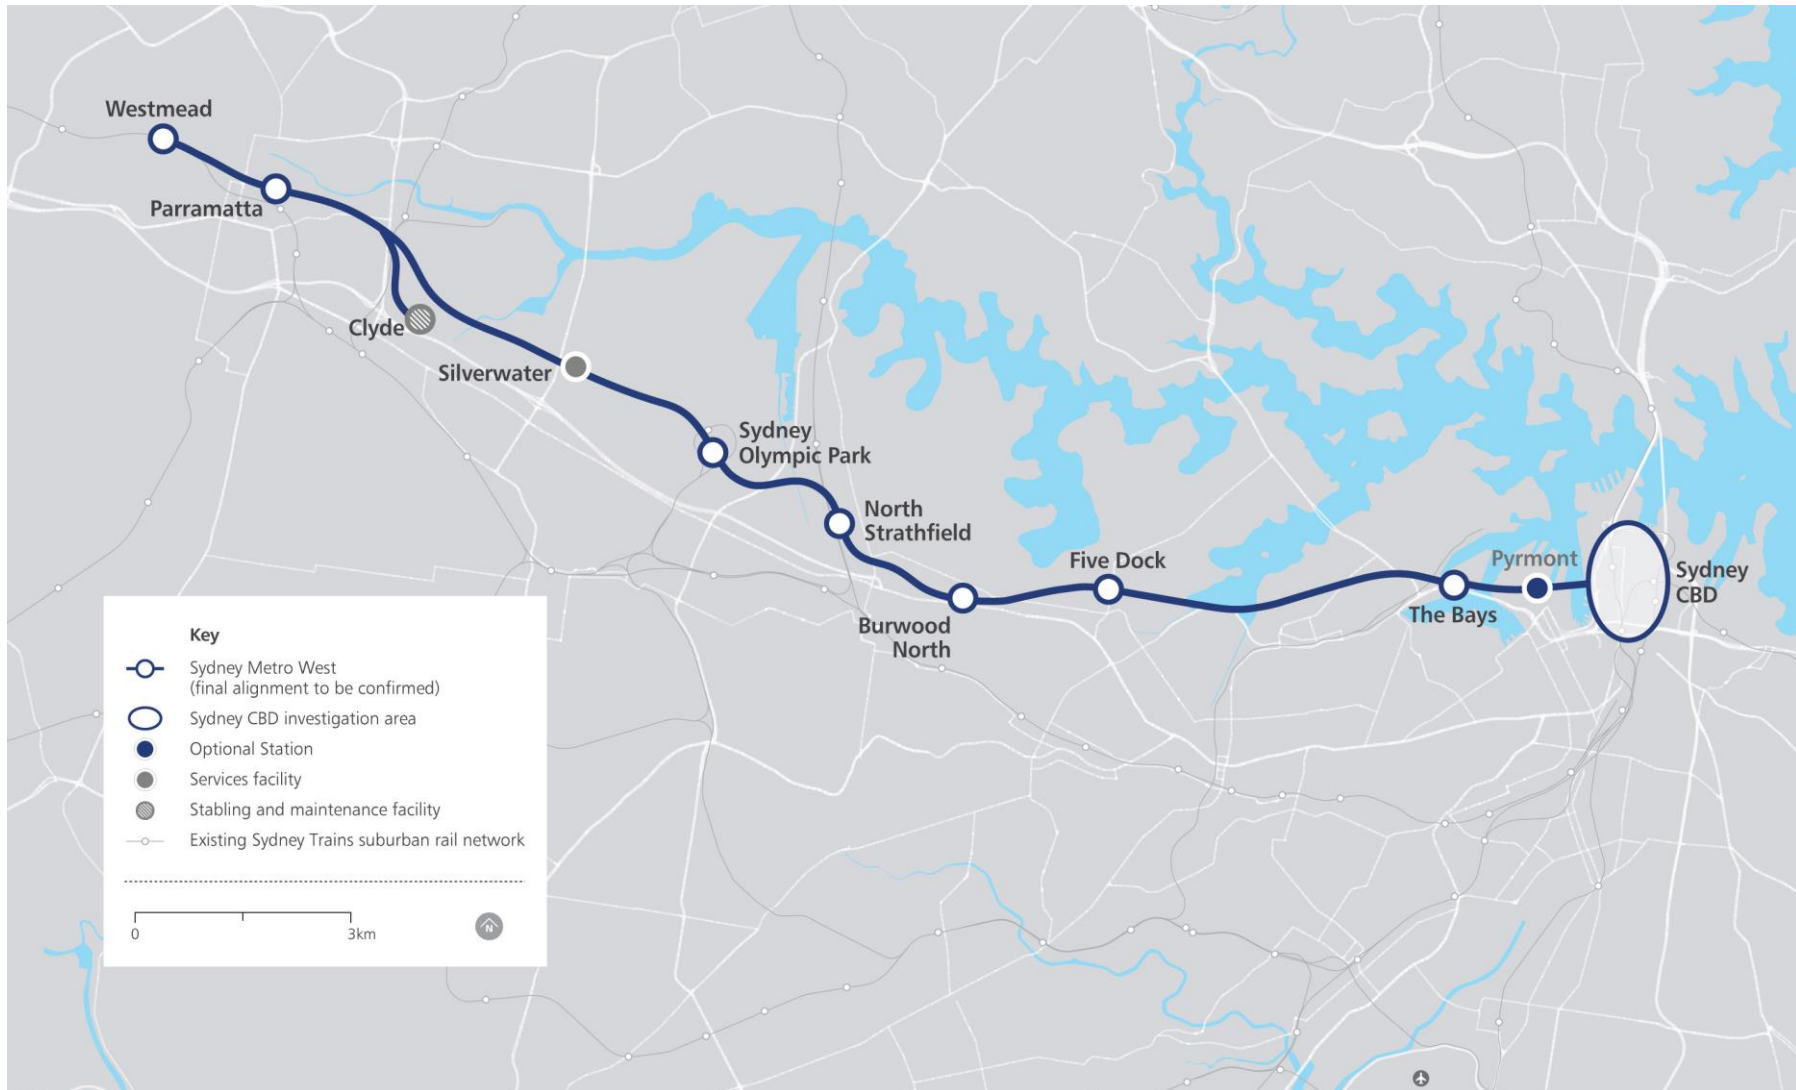 Westmead
Parramatta
Clyde
Silverwater
Sydney
Olympic Park
North
Strathfield
Burwood
North
Five Dock
The Bays
Pyrmont
Sydney
CBD
Key
Sydney Metro West
(final alignment to be confirmed)
Sydney CBD investigation area
Optional Station
Services facility
Stabling and maintenance facility
Existing Sydney Trains suburban rail network
0
3km
N